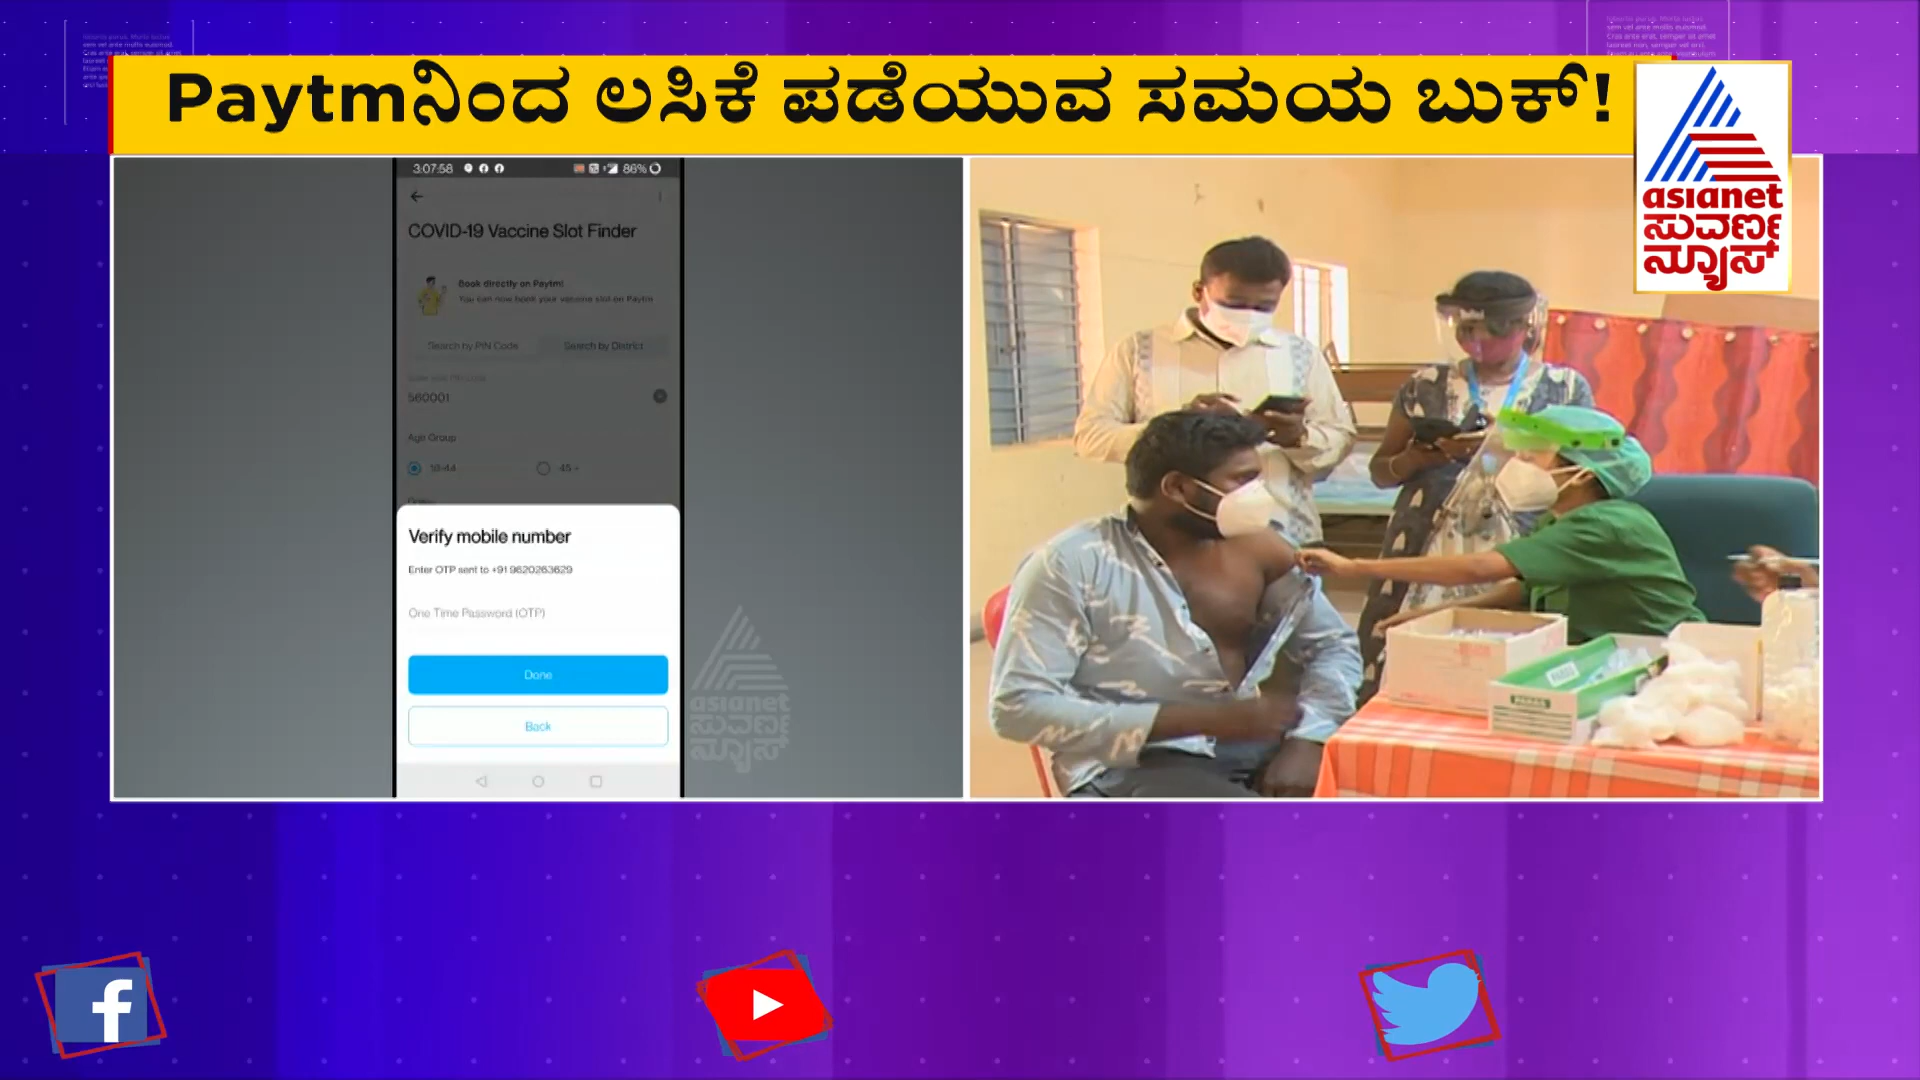 Paytmನಿಂದ ಲಸಿಕೆ ಪಡೆಯುವ ಸಮಯ ಬುಕ್!
asianet
ಸುವರ್ಣ
ನ್ಯೂಸ್
3:07:58
86%
COVID-19 Vaccine Slot Finder
Book directly on Paytm!
You can now book your vaccine slot on Paytm
Search by PIN Code
Search by District
560001
Age Group
18-44
45 +
Verify mobile number
Enter OTP sent to +91 9620263629
One Time Password (OTP)
Done
Back
asianet
ಸುವರ್ಣ
ನ್ಯೂಸ್